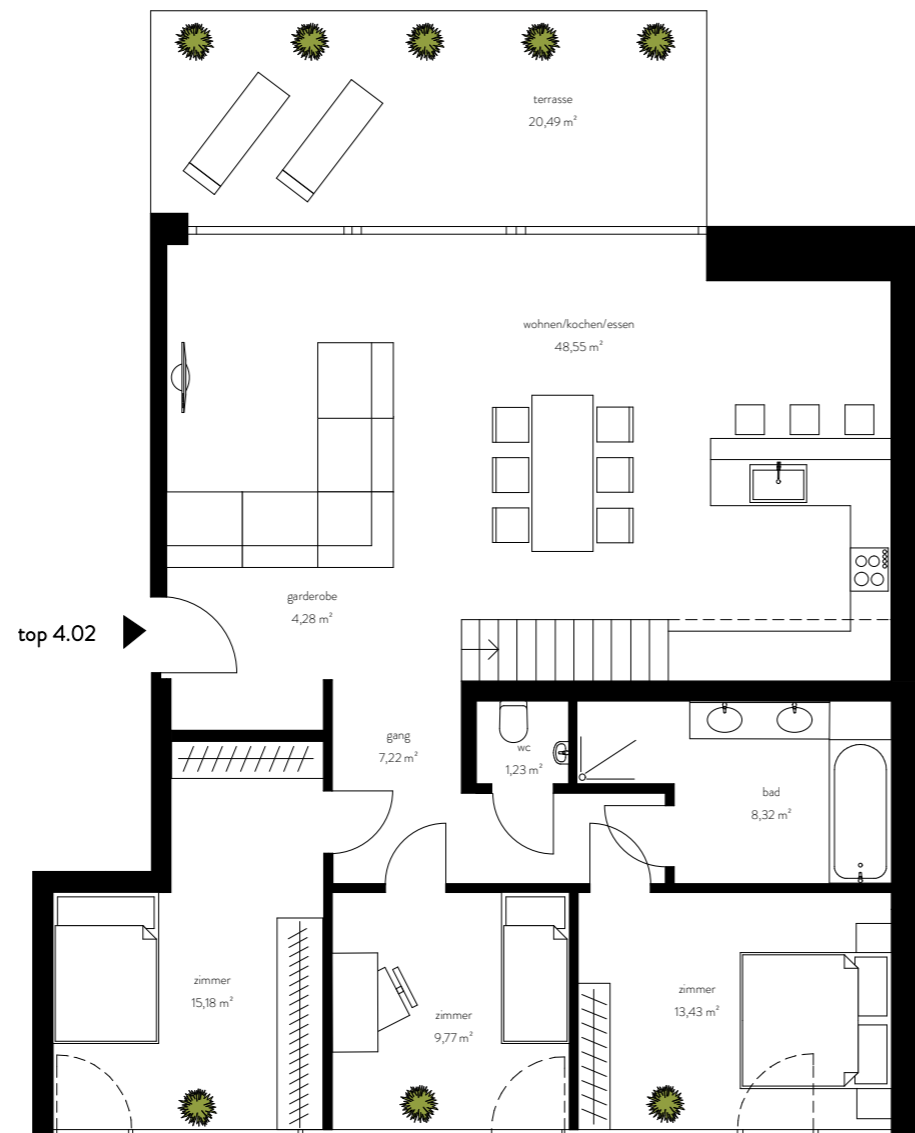 terrasse
20,49 m²
wohnen/kochen/essen
48,55 m²
garderobe
4,28 m²
top 4.02
gang
7,22 m²
wc
1,23 m²
bad
8,32 m²
zimmer
15,18 m²
zimmer
9,77 m²
zimmer
13,43 m²